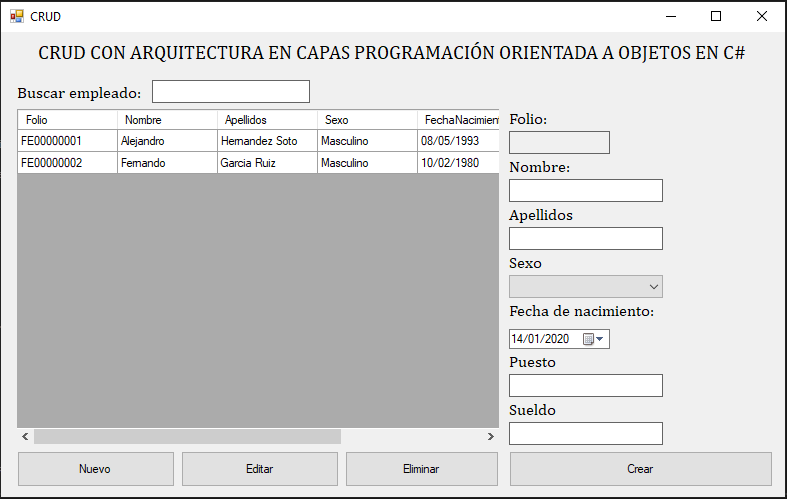 CRUD
CRUD CON ARQUITECTURA EN CAPAS PROGRAMACIÓN ORIENTADA A OBJETOS EN C#
Buscar empleado:
Folio Nombre Apellidos Sexo FechaNacimient
FE00000001 Alejandro Hernandez Soto Masculino 08/05/1993
FE00000002 Fernando Garcia Ruiz Masculino 10/02/1980
Folio:
Nombre:
Apellidos
Sexo
Fecha de nacimiento:
14/01/2020
Puesto
Sueldo
Nuevo Editar Eliminar Crear